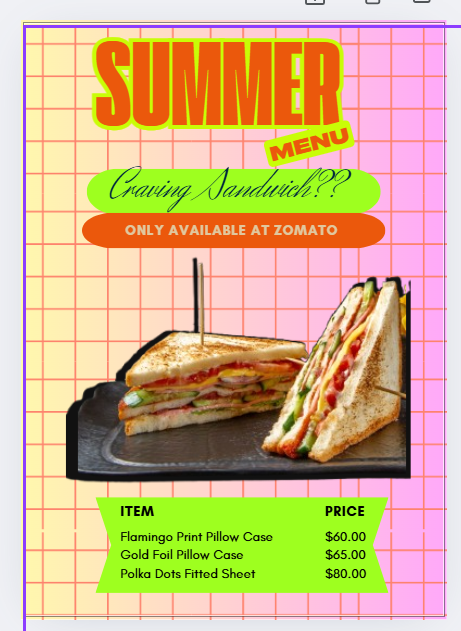 SUMMER
MENU
Craving Sandwich??
ONLY AVAILABLE AT ZOMATO
ITEM PRICE
Flamingo Print Pillow Case $60.00
Gold Foil Pillow Case $65.00
Polka Dots Fitted Sheet $80.00